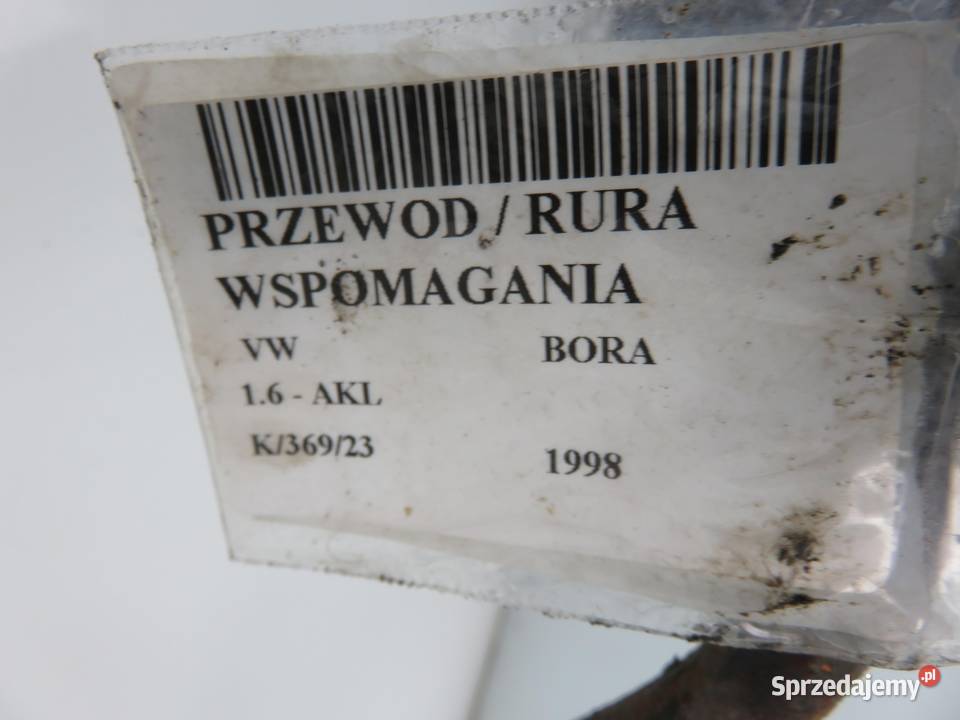 PRZEWOD / RURA
WSPOMAGANIA
VW BORA
1.6 - AKL
K/369/23 1998
Sprzedajemy.pl